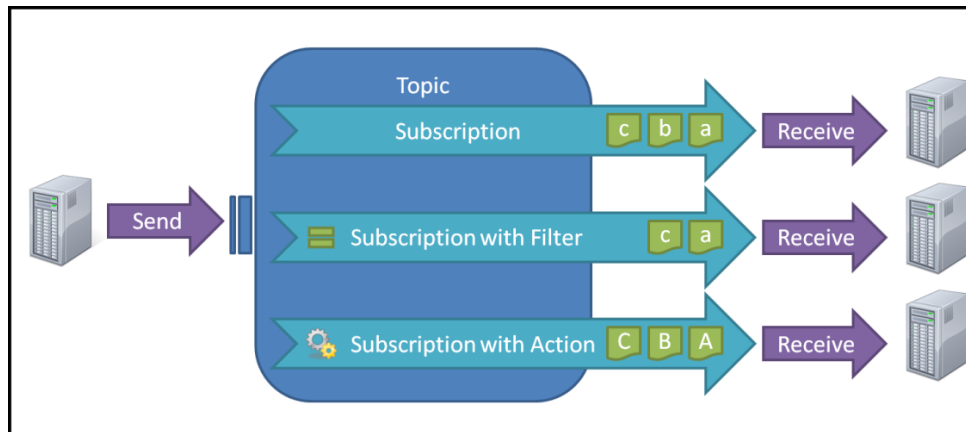 Topic
Subscription c b a Receive
Send
Subscription with Filter c a Receive
Subscription with Action C B A Receive